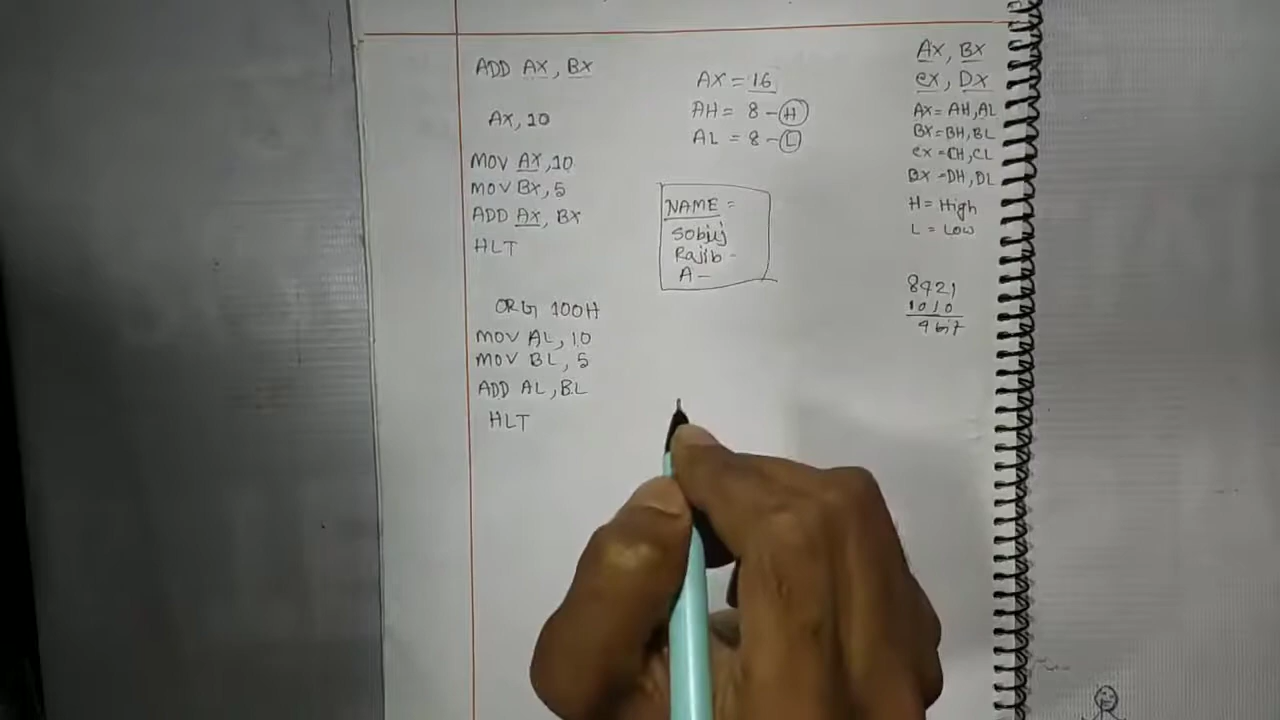 ADD AX, BX
AX, 10
MOV AX, 10
MOV BX, 5
ADD AX, BX
HLT
ORG 100H
MOV AL, 10
MOV BL, 5
ADD AL, BL
HLT
AX = 16
AH = 8 - H
AL = 8 - L
NAME =
Sobuj
Rajib -
A -
AX, BX
CX, DX
AX = AH, AL
BX = BH, BL
CX = CH, CL
BX = DH, DL
H = High
L = Low
8421
1010
4 bit